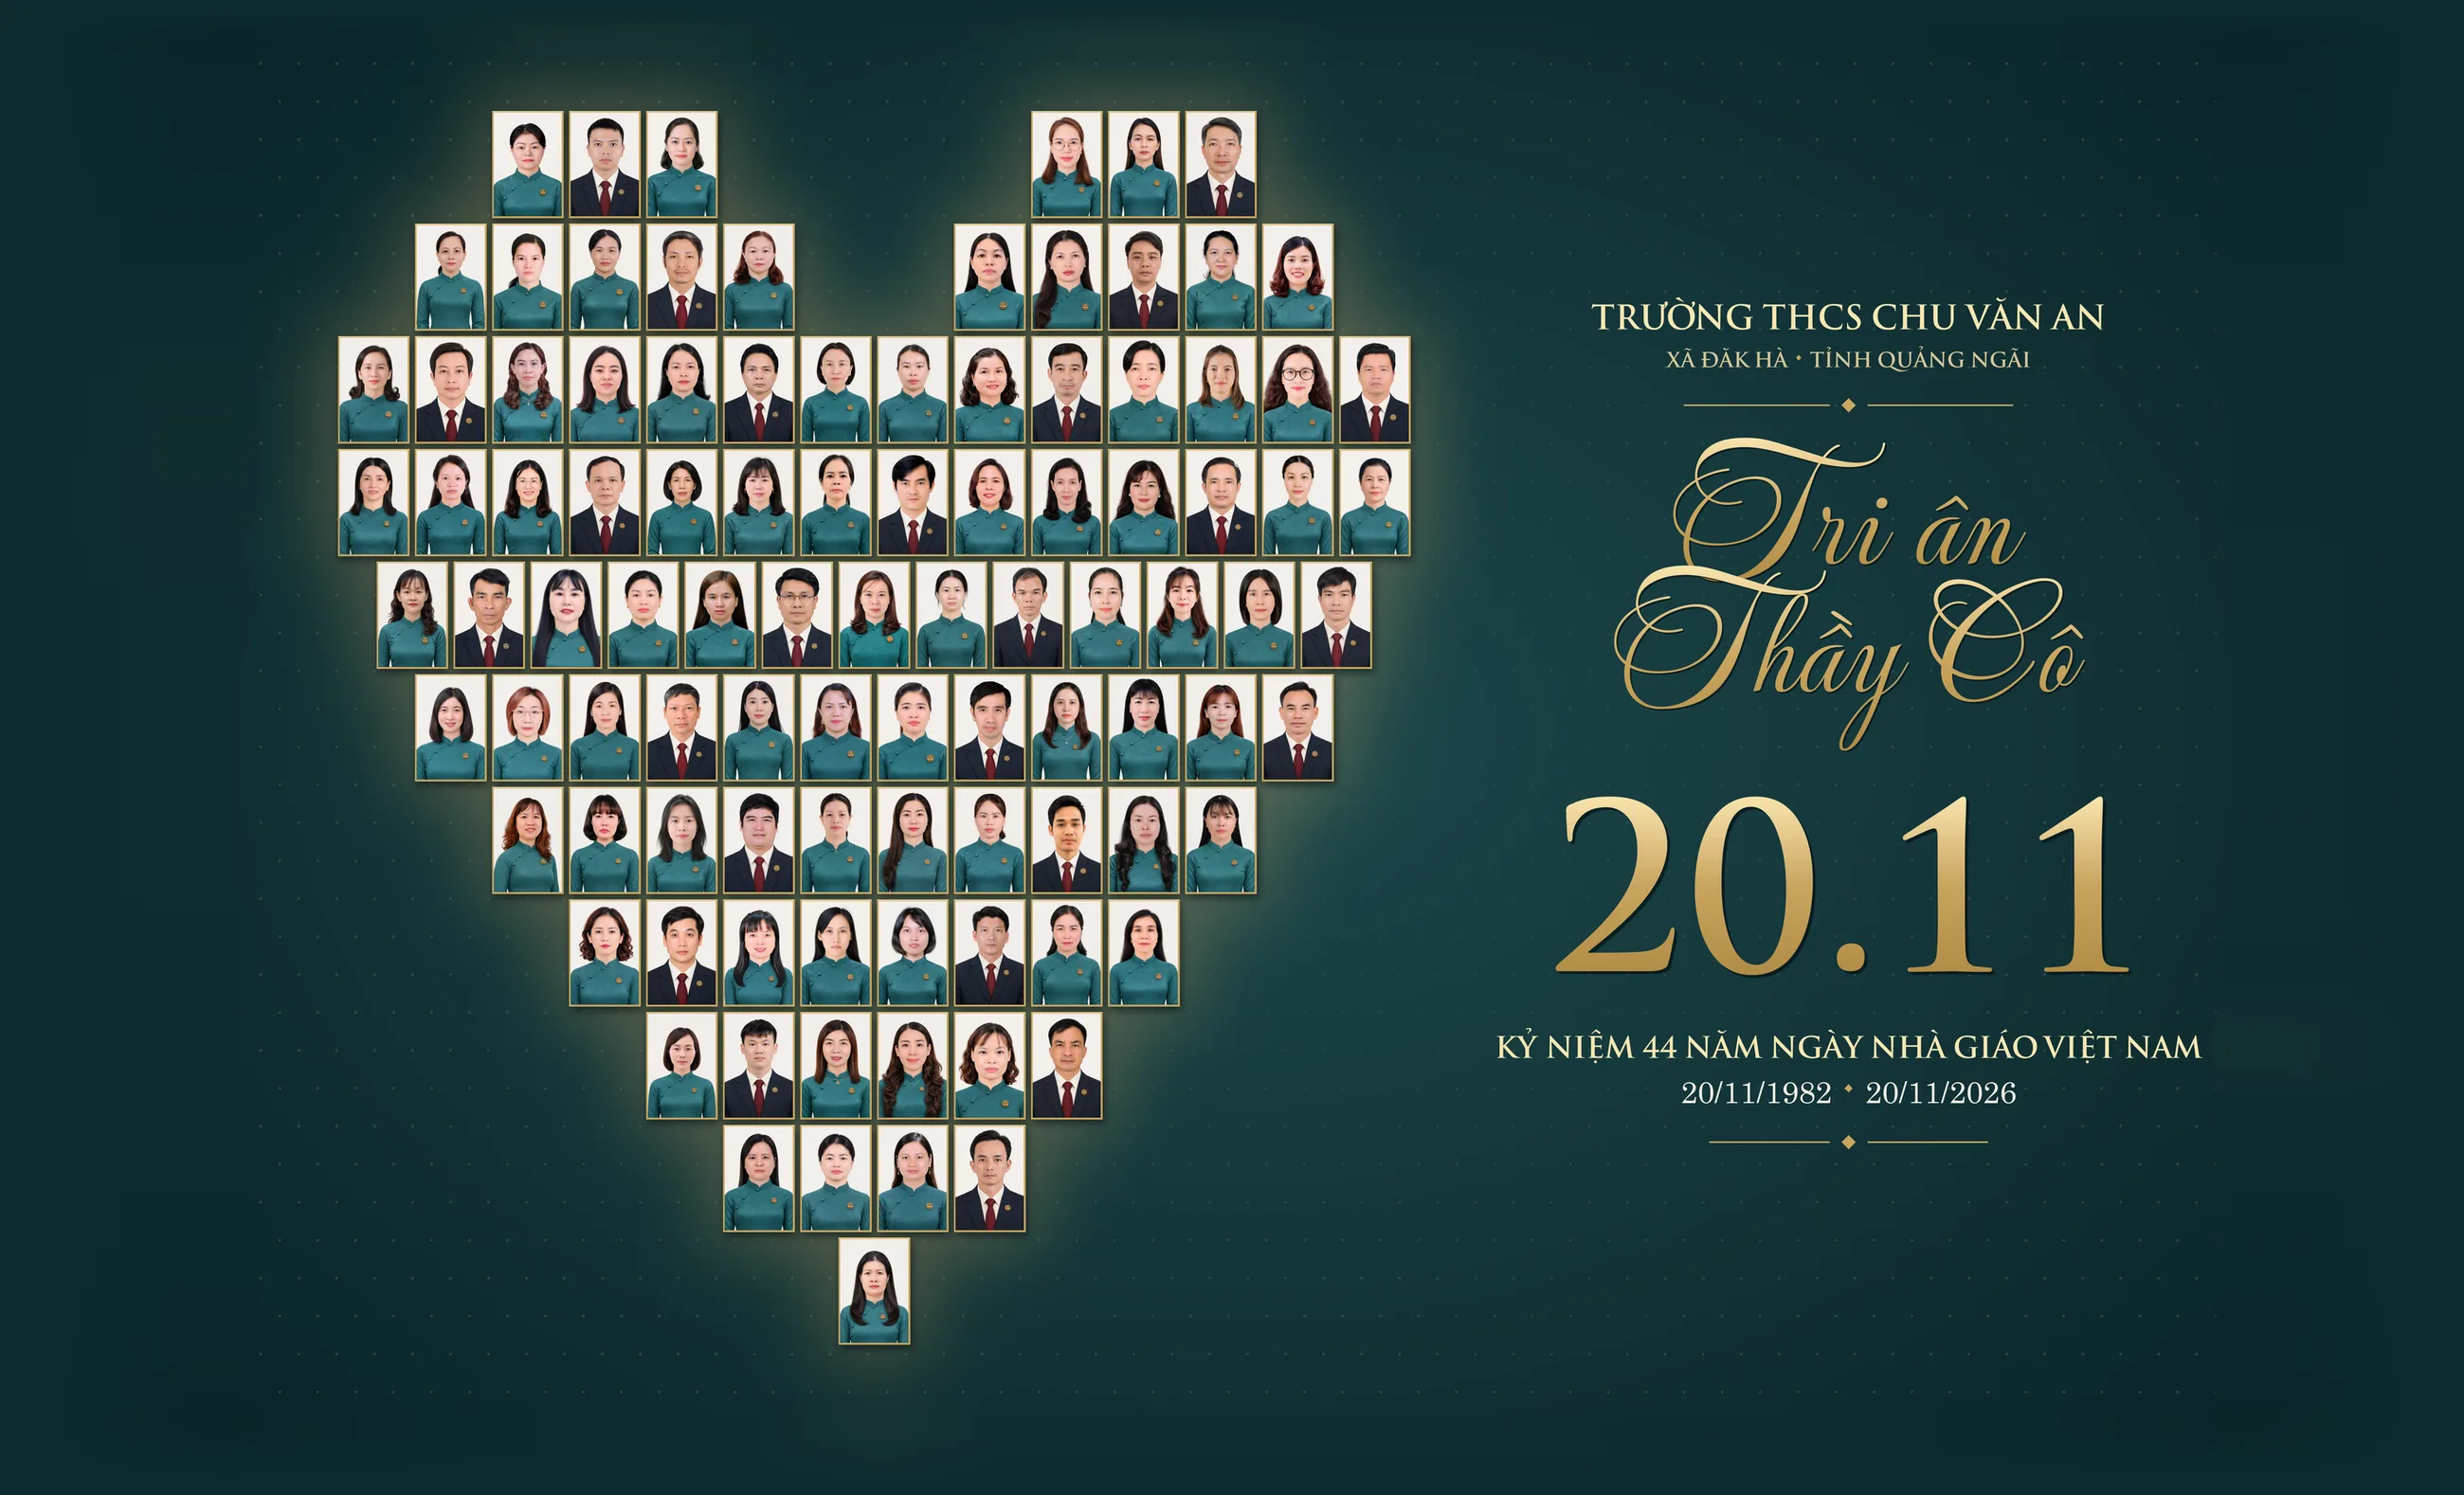 TRƯỜNG THCS CHU VĂN AN
XÃ ĐĂK HÀ • TỈNH QUẢNG NGÃI
Tri ân
Thầy Cô
20.11
KỶ NIỆM 44 NĂM NGÀY NHÀ GIÁO VIỆT NAM
20/11/1982 • 20/11/2026